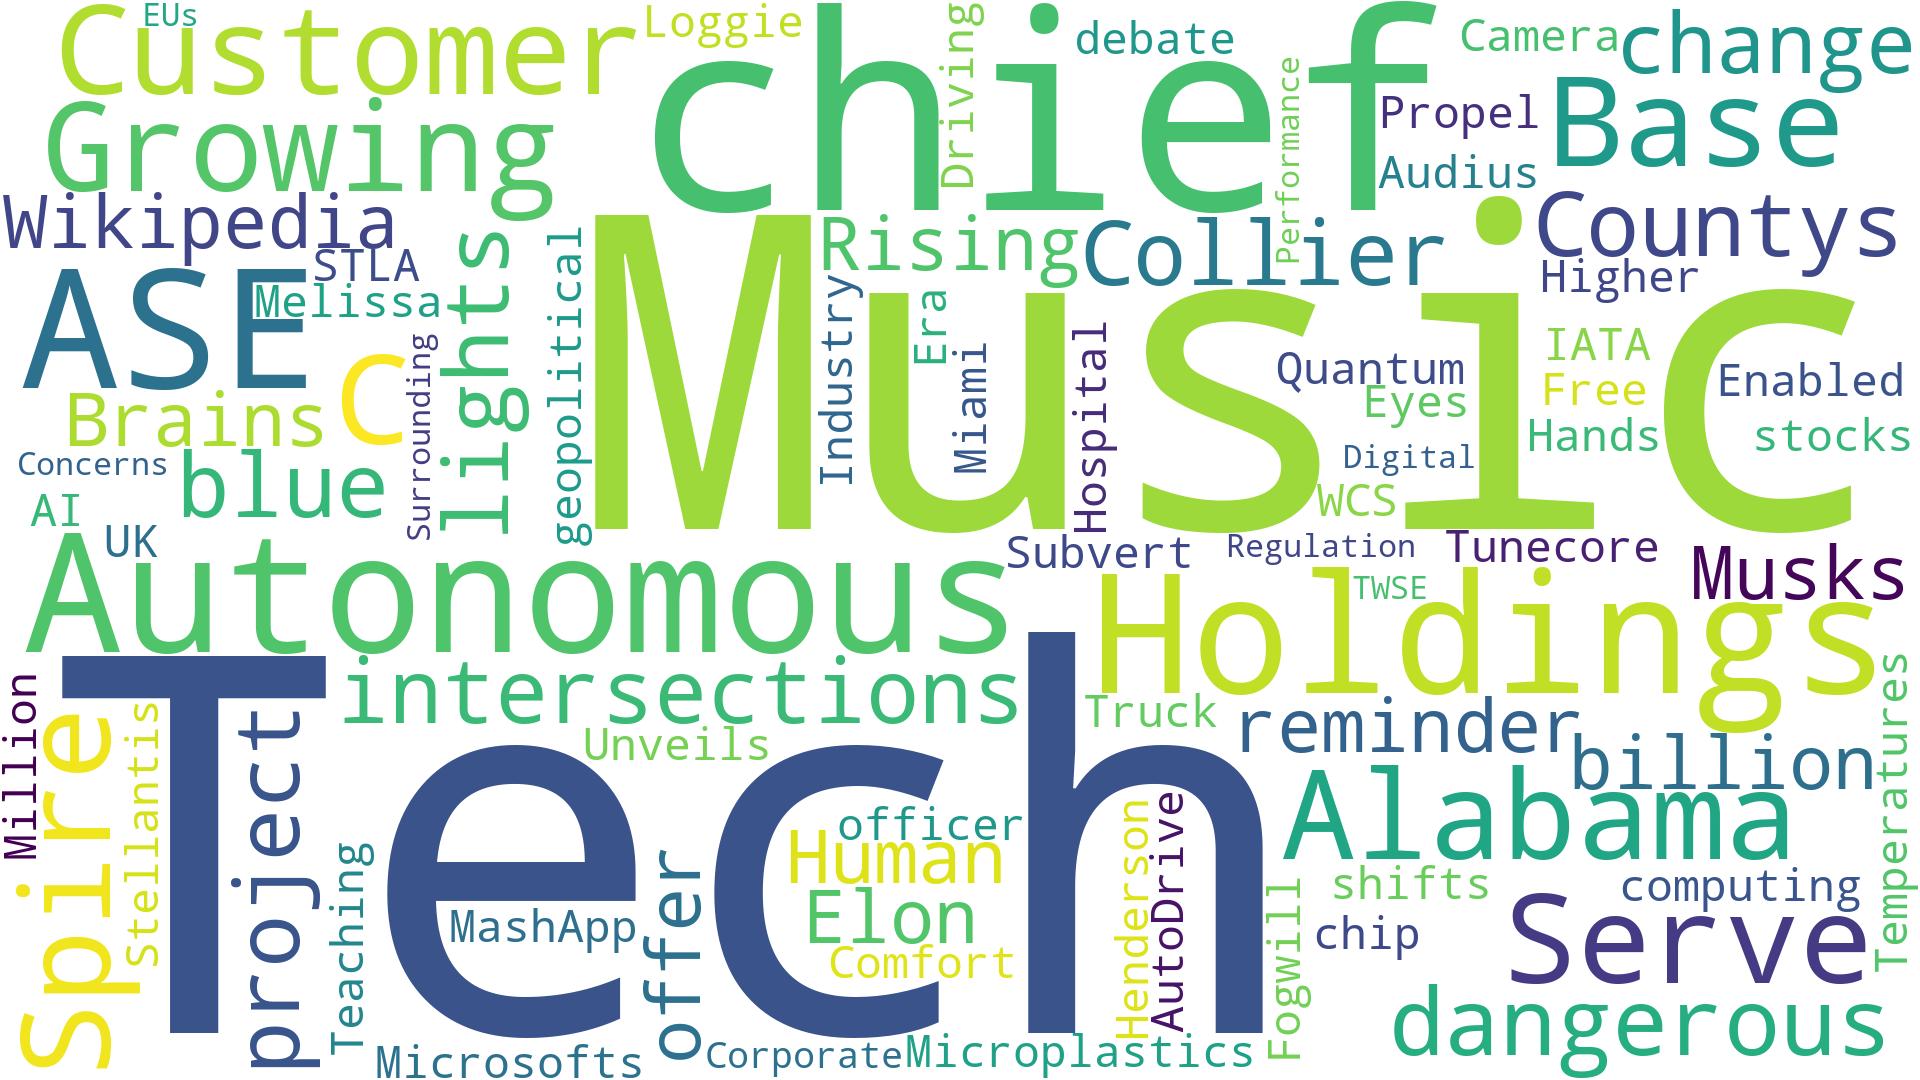 EUs
Customer
Loggie
chief
Driving
debate
Camera
change
Growing
Performance
Propel
Base
Audius
Wikipedia
STLA
Melissa
ASE
lights
geopolitical
Music
Rising
Collier
Countys
Higher
Industry
Era
Miami
Hospital
Quantum
Eyes
IATA
Free
Enabled
Hands
stocks
Brains
C
Surrounding
Concerns
blue
AI
UK
Digital
WCS
Autonomous
Subvert
Regulation
Tunecore
TWSE
Musks
Holdings
Million
Spire
Stellantis
Tech
project
intersections
Unveils
Truck
reminder
billion
Temperatures
Teaching
MashApp
offer
officer
Human
Elon
Comfort
Henderson
AutoDrive
Alabama
shifts
computing
Fogwill
chip
Serve
dangerous
Microsofts
Corporate
Microplastics